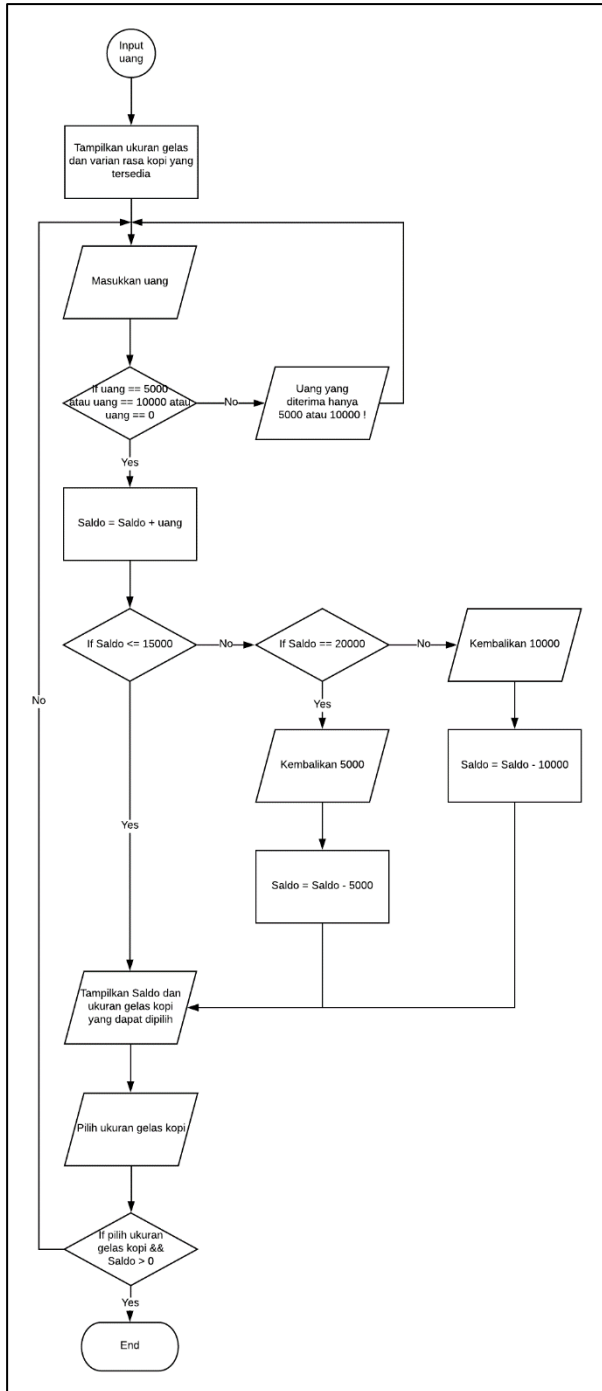 Input
uang
Tampilkan ukuran gelas
dan varian rasa kopi yang
tersedia
Masukkan uang
If uang == 5000
atau uang == 10000 atau
uang == 0
No
Uang yang
diterima hanya
5000 atau 10000 !
Yes
Saldo = Saldo + uang
If Saldo <= 15000
No
If Saldo == 20000
No
Kembalikan 10000
No
Yes
Kembalikan 5000
Saldo = Saldo - 10000
Yes
Saldo = Saldo - 5000
Tampilkan Saldo dan
ukuran gelas kopi
yang dapat dipilih
Pilih ukuran gelas kopi
If pilih ukuran
gelas kopi &&
Saldo > 0
Yes
End